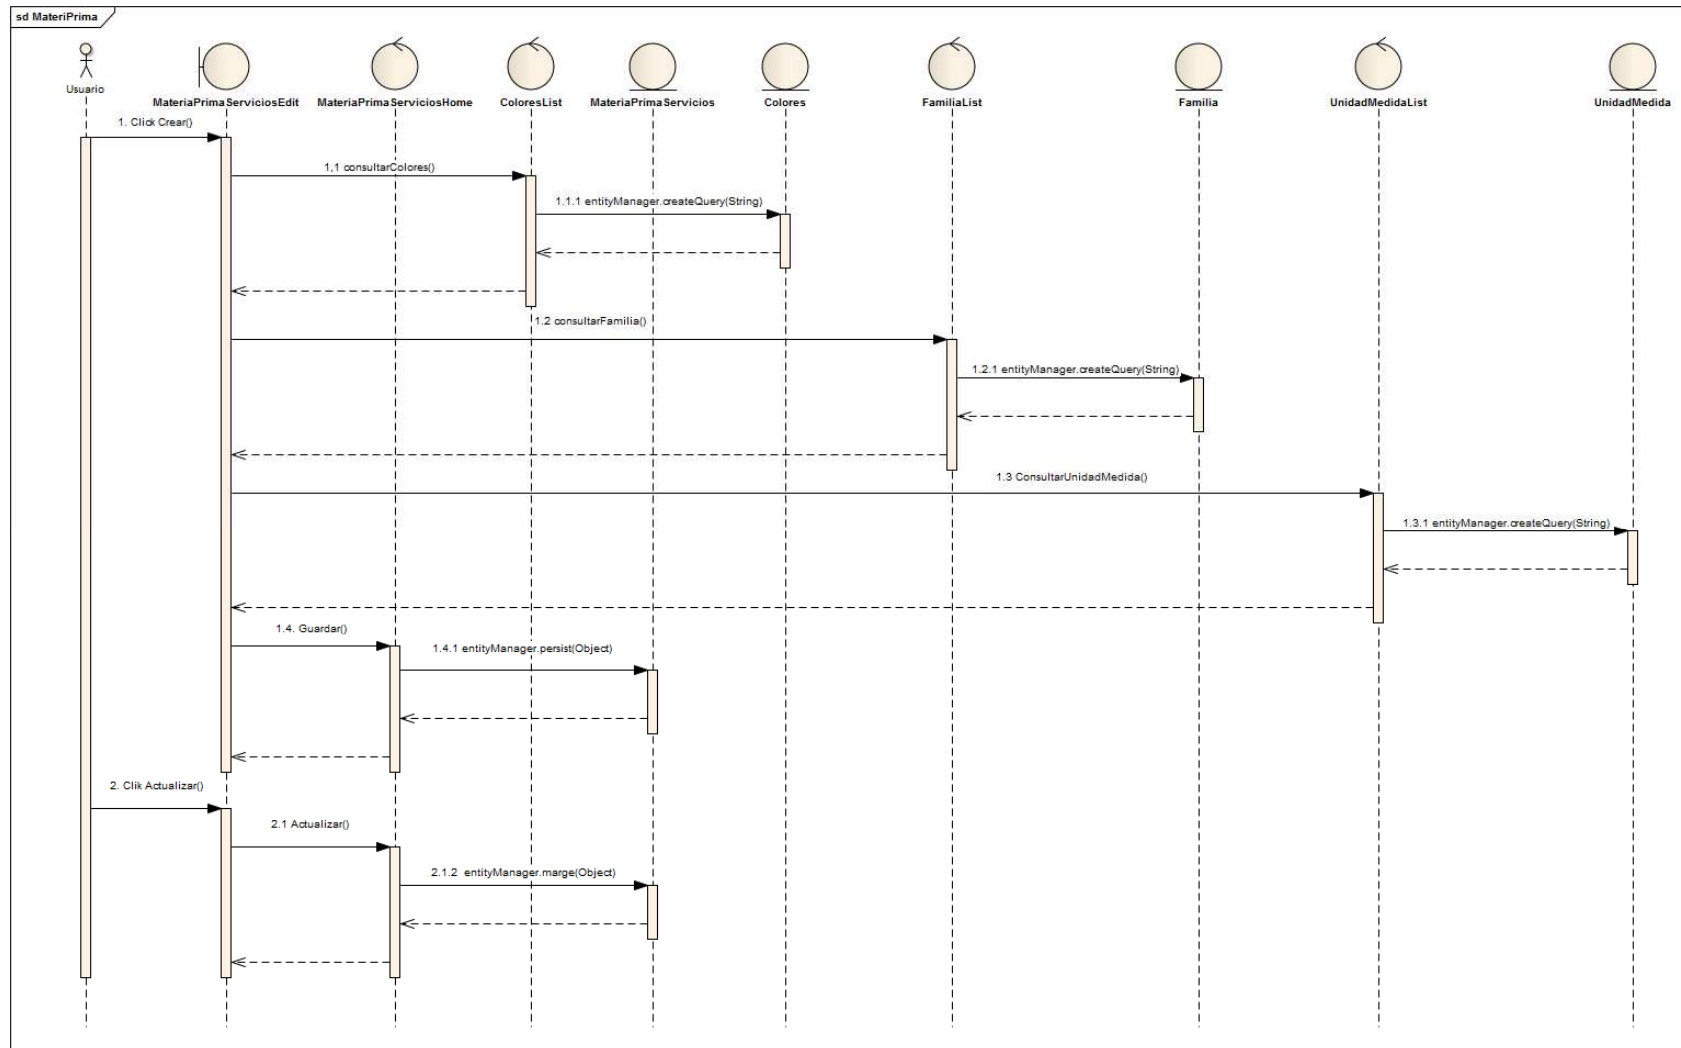 sd MateriPrima
Usuario
MateriaPrimaServiciosEdit
MateriaPrimaServiciosHome
ColoresList
MateriaPrimaServicios
Colores
FamiliaList
Familia
UnidadMedidaList
UnidadMedida
1. Click Crear()
1,1 consultarColores()
1.1.1 entityManager.createQuery(String)
1.2 consultarFamilia()
1.2.1 entityManager.createQuery(String)
1.3 ConsultarUnidadMedida()
1.3.1 entityManager.createQuery(String)
1.4. Guardar()
1.4.1 entityManager.persist(Object)
2. Clik Actualizar()
2.1 Actualizar()
2.1.2 entityManager.marge(Object)